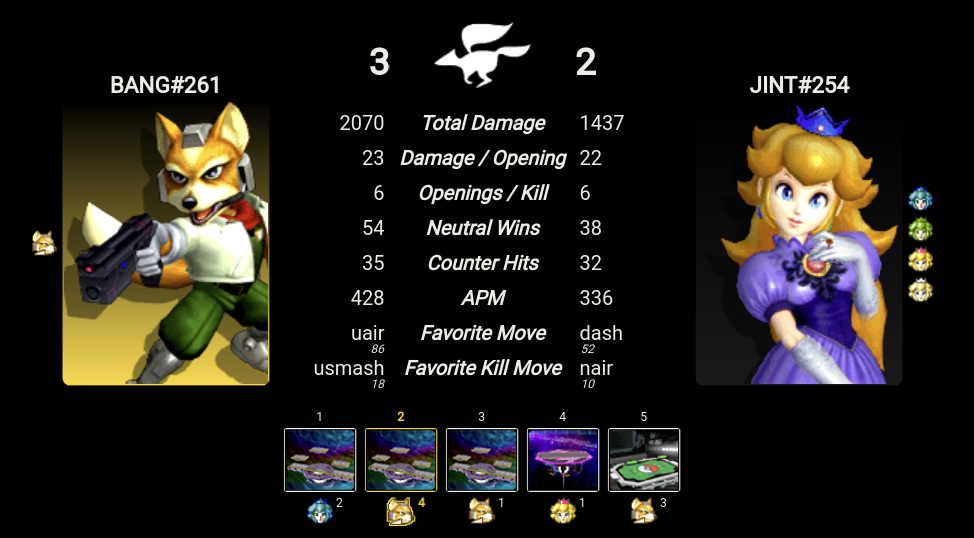 3 2
BANG#261 JINT#254
2070 Total Damage 1437
23 Damage / Opening 22
6 Openings / Kill 6
54 Neutral Wins 38
35 Counter Hits 32
428 APM 336
uair Favorite Move dash
86 52
usmash Favorite Kill Move nair
18 10
1 2 3 4 5
2 4 1 1 3